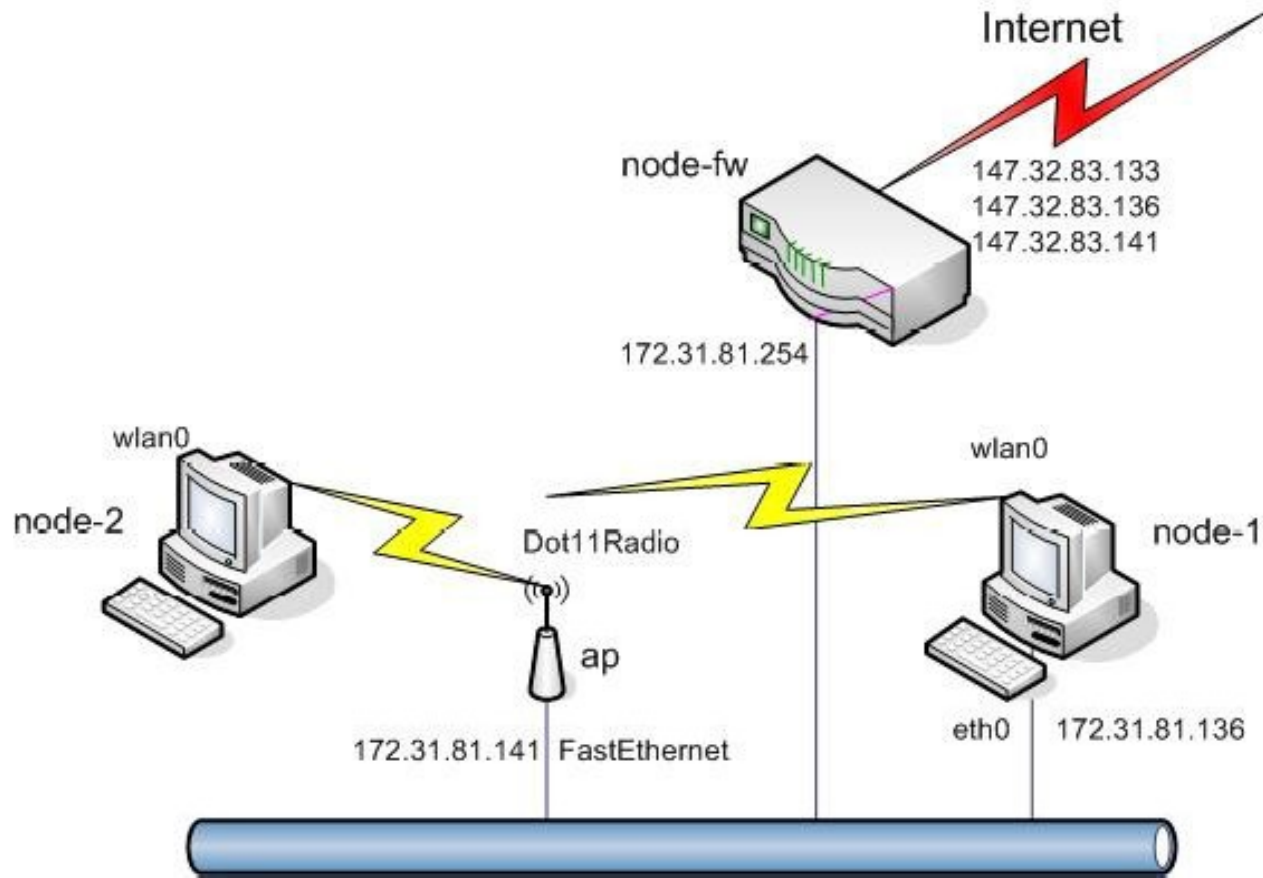 Internet
node-fw
147.32.83.133
147.32.83.136
147.32.83.141
172.31.81.254
wlan0
node-2
Dot11Radio
ap
wlan0
node-1
172.31.81.141 FastEthernet
eth0 172.31.81.136